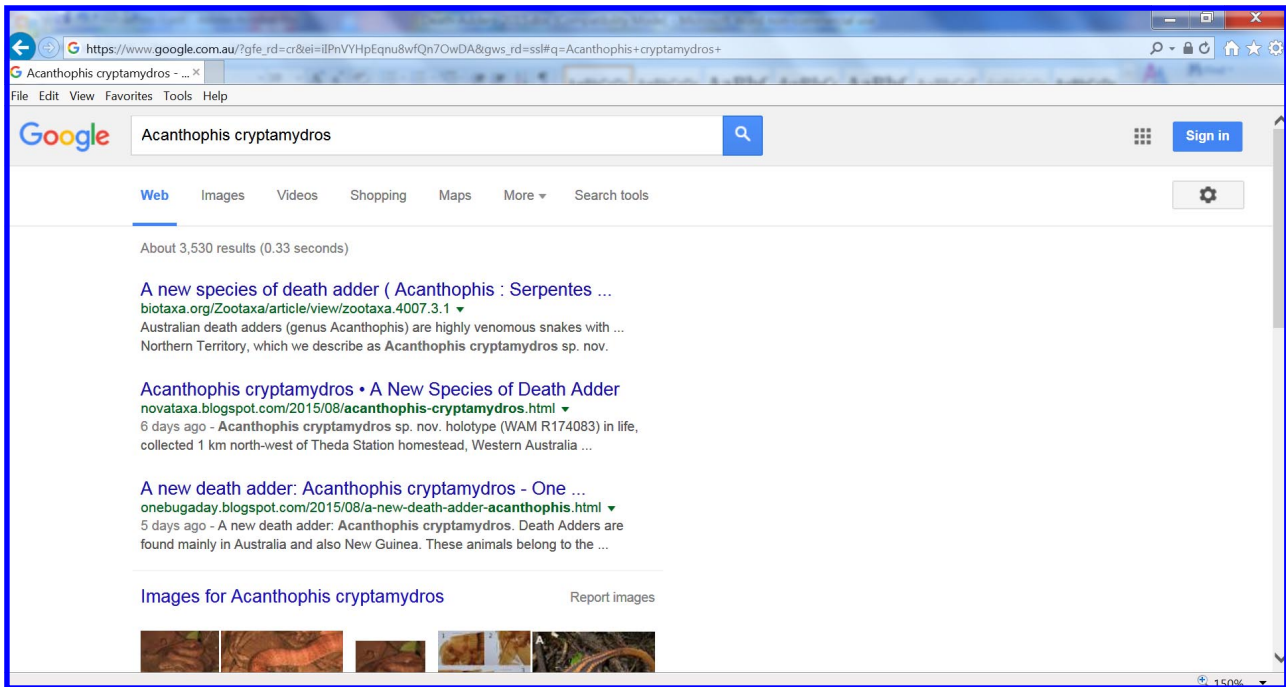 https://www.google.com.au/?gfe_rd=cr&ei=iIPnVYHpEqnu8wfQn7OwDA&gws_rd=ssl#q=Acanthophis+cryptamydros+
Acanthophis cryptamydros - ...
File Edit View Favorites Tools Help
Google
Acanthophis cryptamydros
Sign in
Web Images Videos Shopping Maps More Search tools
About 3,530 results (0.33 seconds)
A new species of death adder ( Acanthophis : Serpentes ...
biotaxa.org/Zootaxa/article/view/zootaxa.4007.3.1
Australian death adders (genus Acanthophis) are highly venomous snakes with ...
Northern Territory, which we describe as Acanthophis cryptamydros sp. nov.
Acanthophis cryptamydros • A New Species of Death Adder
novataxa.blogspot.com/2015/08/acanthophis-cryptamydros.html
6 days ago - Acanthophis cryptamydros sp. nov. holotype (WAM R174083) in life,
collected 1 km north-west of Theda Station homestead, Western Australia ...
A new death adder: Acanthophis cryptamydros - One ...
onebugaday.blogspot.com/2015/08/a-new-death-adder-acanthophis.html
5 days ago - A new death adder: Acanthophis cryptamydros. Death Adders are
found mainly in Australia and also New Guinea. These animals belong to the ...
Images for Acanthophis cryptamydros
Report images
A
150%